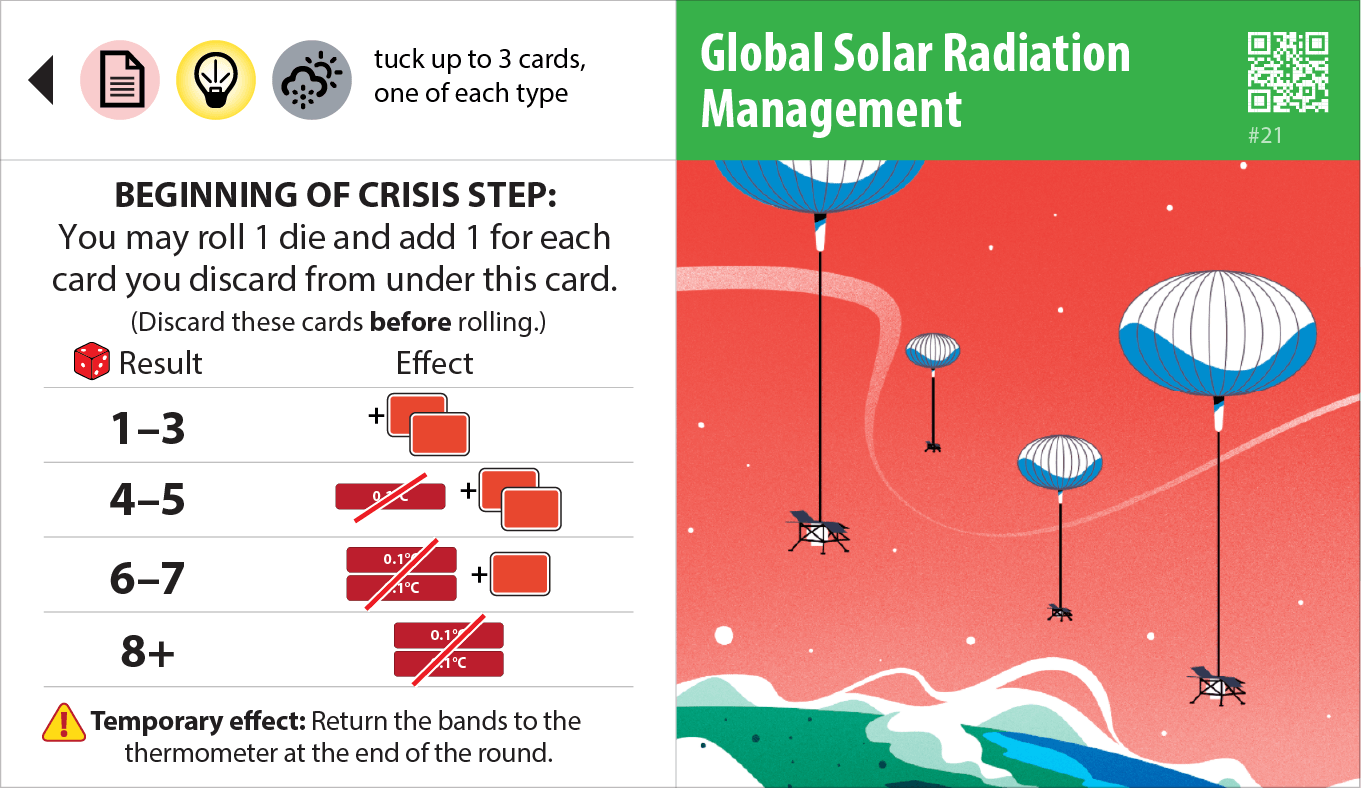 tuck up to 3 cards,
one of each type
Global Solar Radiation
Management
#21
BEGINNING OF CRISIS STEP:
You may roll 1 die and add 1 for each
card you discard from under this card.
(Discard these cards before rolling.)
Result Effect
1–3 +
4–5 0.1°C +
6–7 0.1°C
0.1°C +
8+ 0.1°C
0.1°C
Temporary effect: Return the bands to the
thermometer at the end of the round.